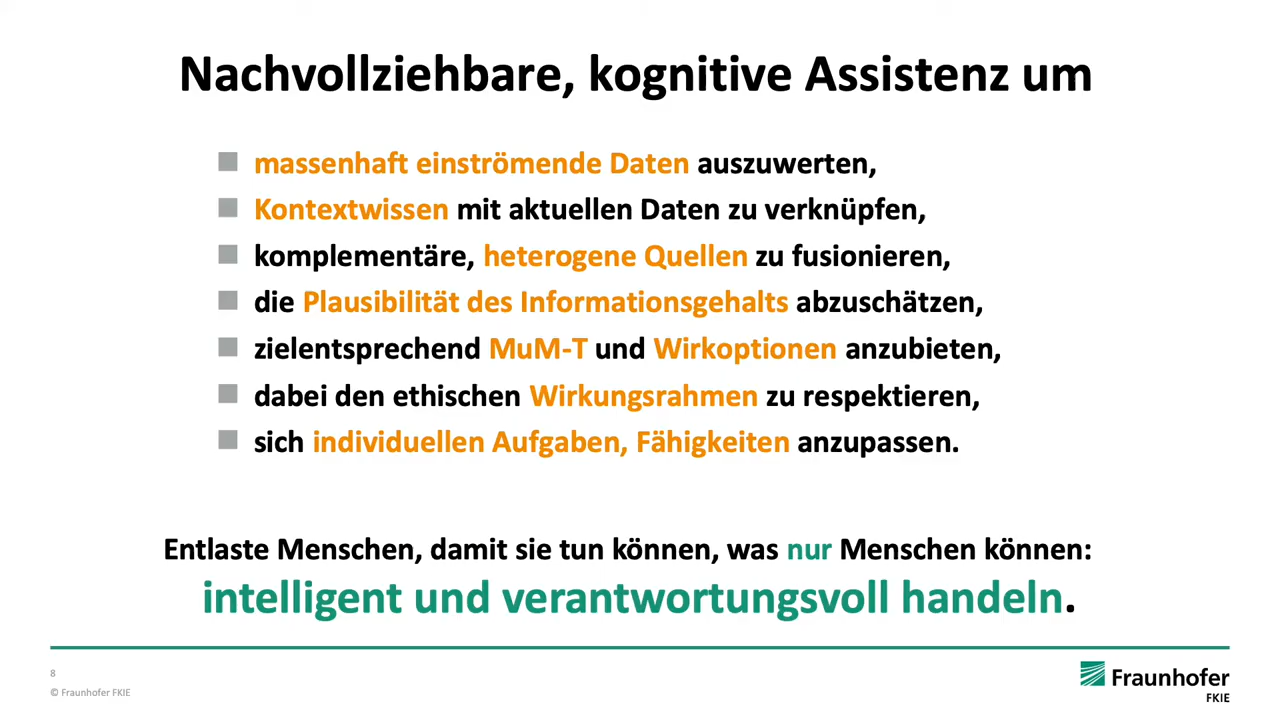 Nachvollziehbare, kognitive Assistenz um
massenhaft einströmende Daten auszuwerten,
Kontextwissen mit aktuellen Daten zu verknüpfen,
komplementäre, heterogene Quellen zu fusionieren,
die Plausibilität des Informationsgehalts abzuschätzen,
zielentsprechend MuM-T und Wirkoptionen anzubieten,
dabei den ethischen Wirkungsrahmen zu respektieren,
sich individuellen Aufgaben, Fähigkeiten anzupassen.
Entlaste Menschen, damit sie tun können, was nur Menschen können:
intelligent und verantwortungsvoll handeln.
8
© Fraunhofer FKIE
Fraunhofer
FKIE